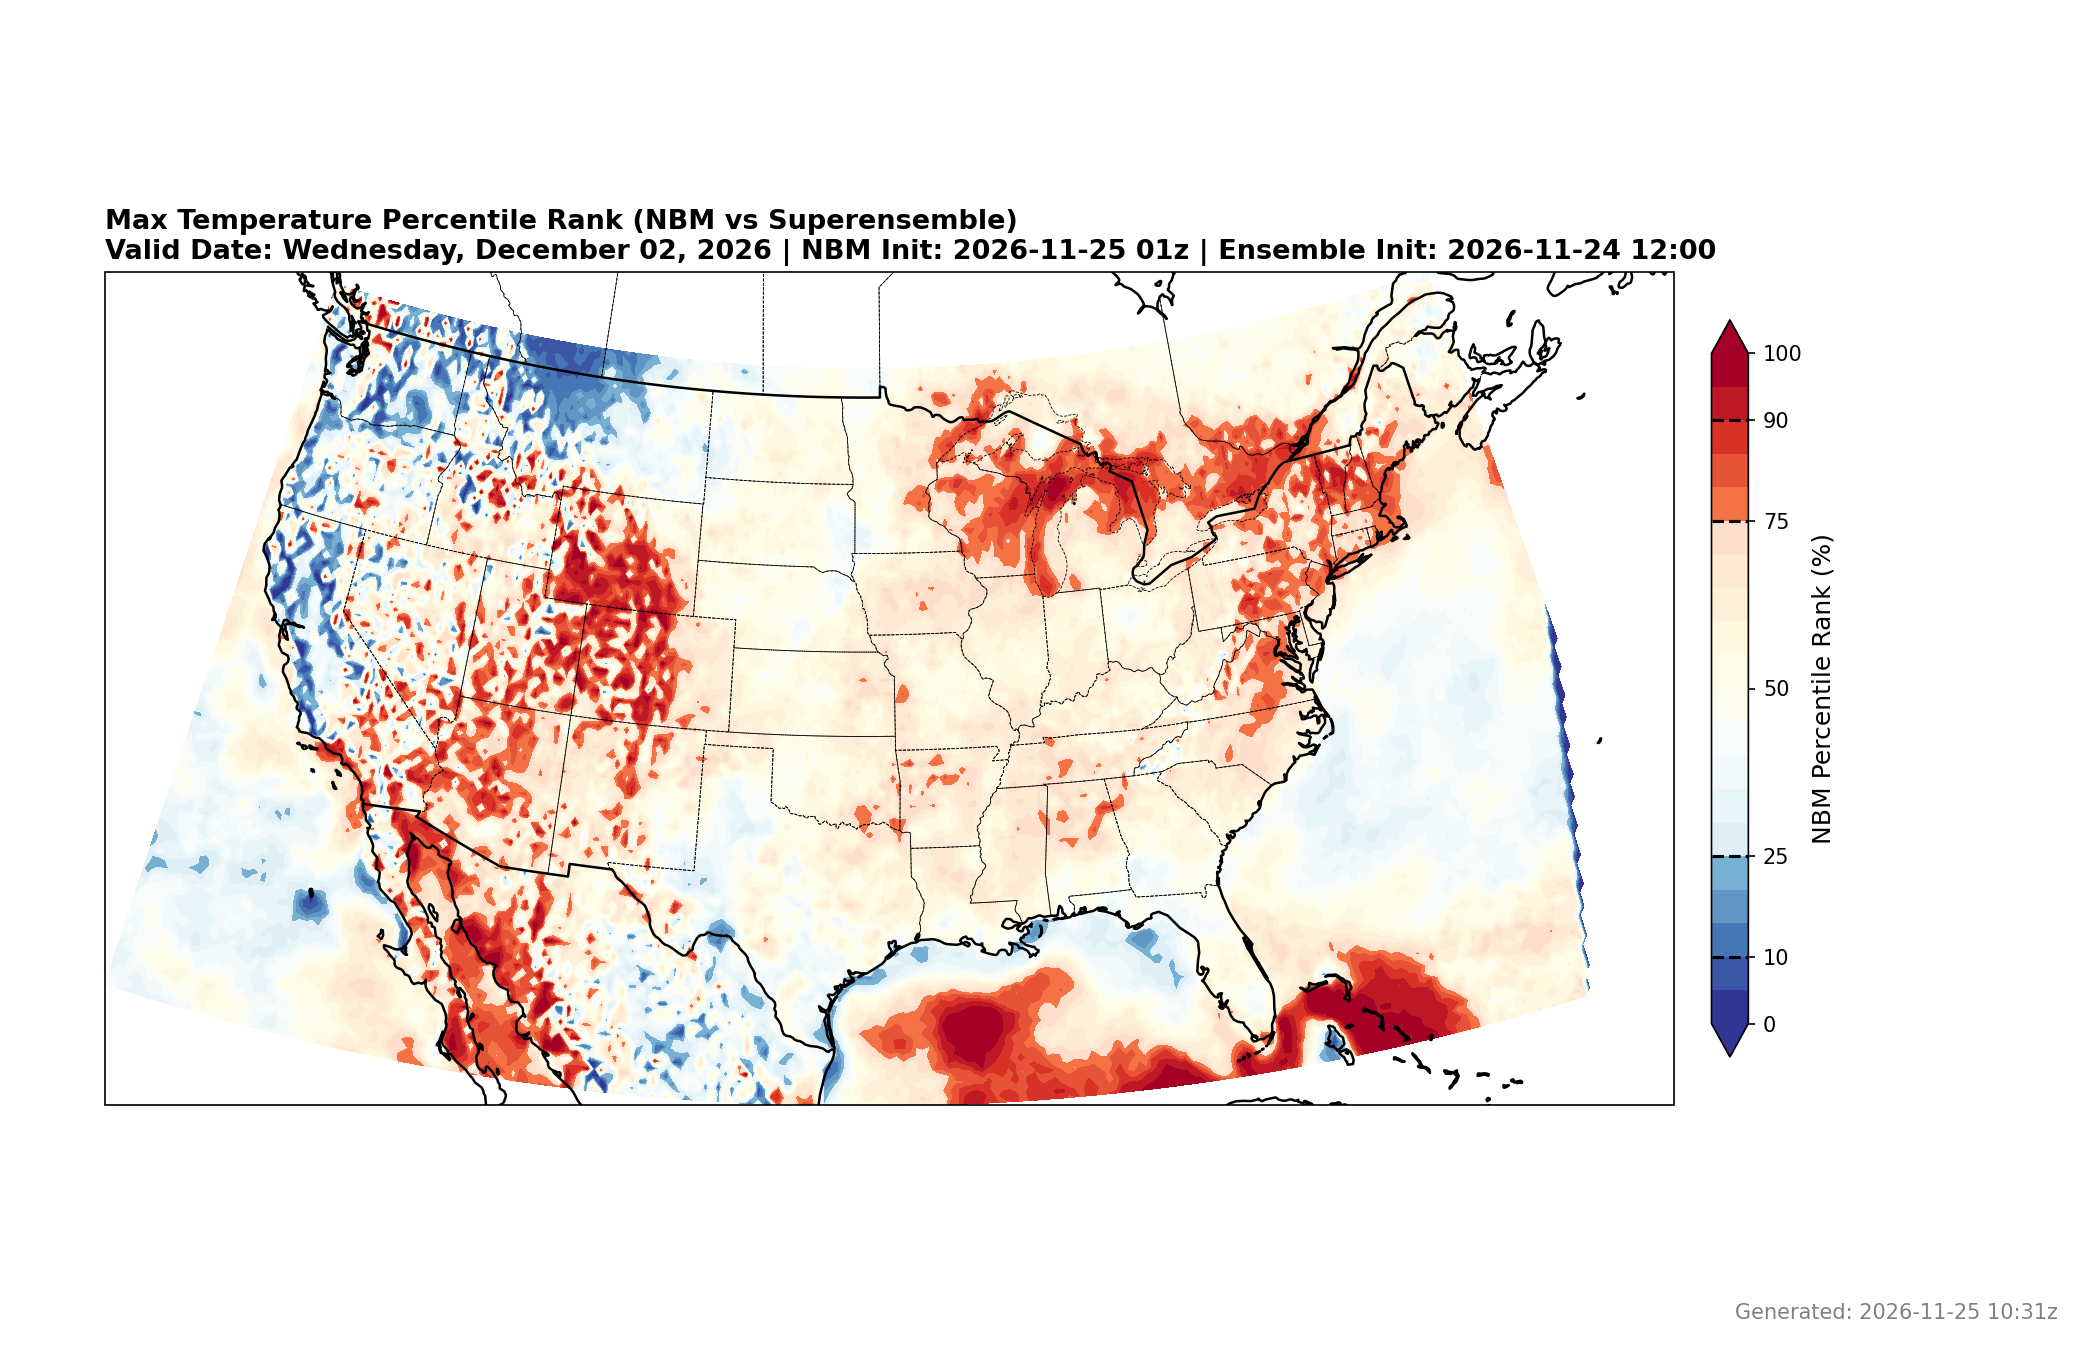 Max Temperature Percentile Rank (NBM vs Superensemble)
Valid Date: Wednesday, December 02, 2026 | NBM Init: 2026-11-25 01z | Ensemble Init: 2026-11-24 12:00
100
90
75
50
25
10
0
NBM Percentile Rank (%)
Generated: 2026-11-25 10:31z